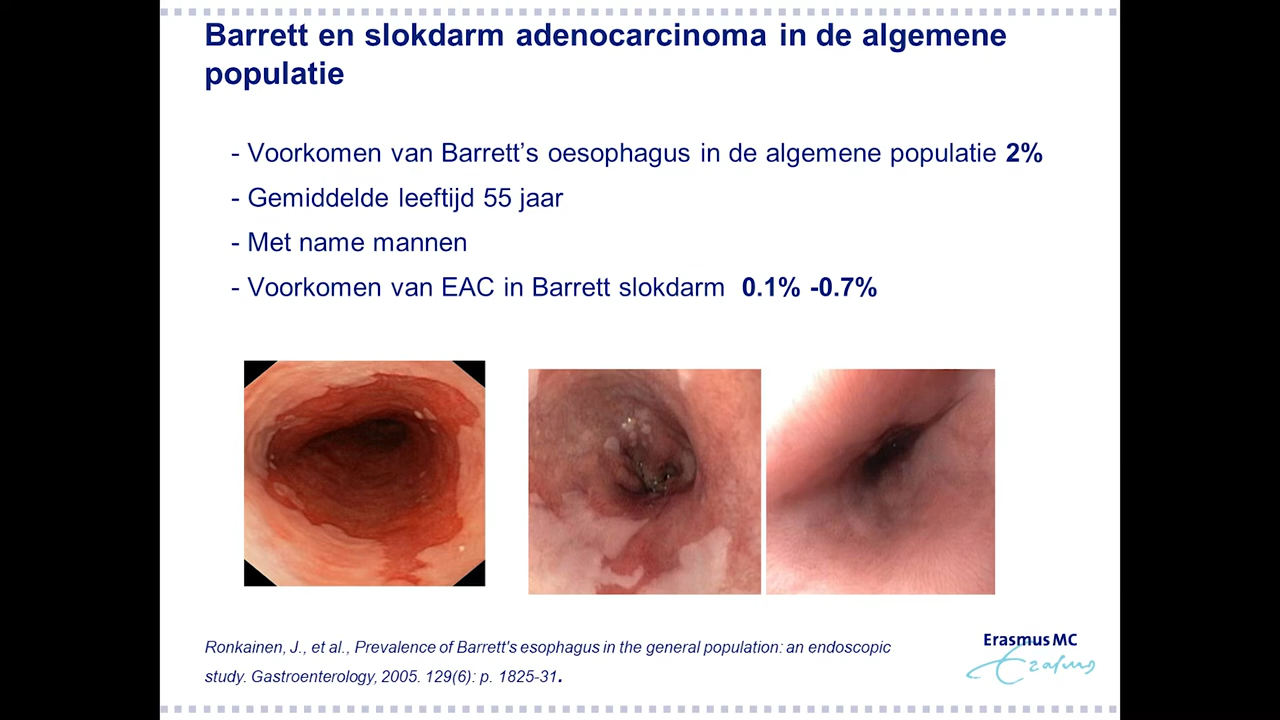 Barrett en slokdarm adenocarcinoma in de algemene
populatie
- Voorkomen van Barrett’s oesophagus in de algemene populatie 2%
- Gemiddelde leeftijd 55 jaar
- Met name mannen
- Voorkomen van EAC in Barrett slokdarm 0.1% -0.7%
Ronkainen, J., et al., Prevalence of Barrett's esophagus in the general population: an endoscopic
study. Gastroenterology, 2005. 129(6): p. 1825-31.
Erasmus MC
Erasmus